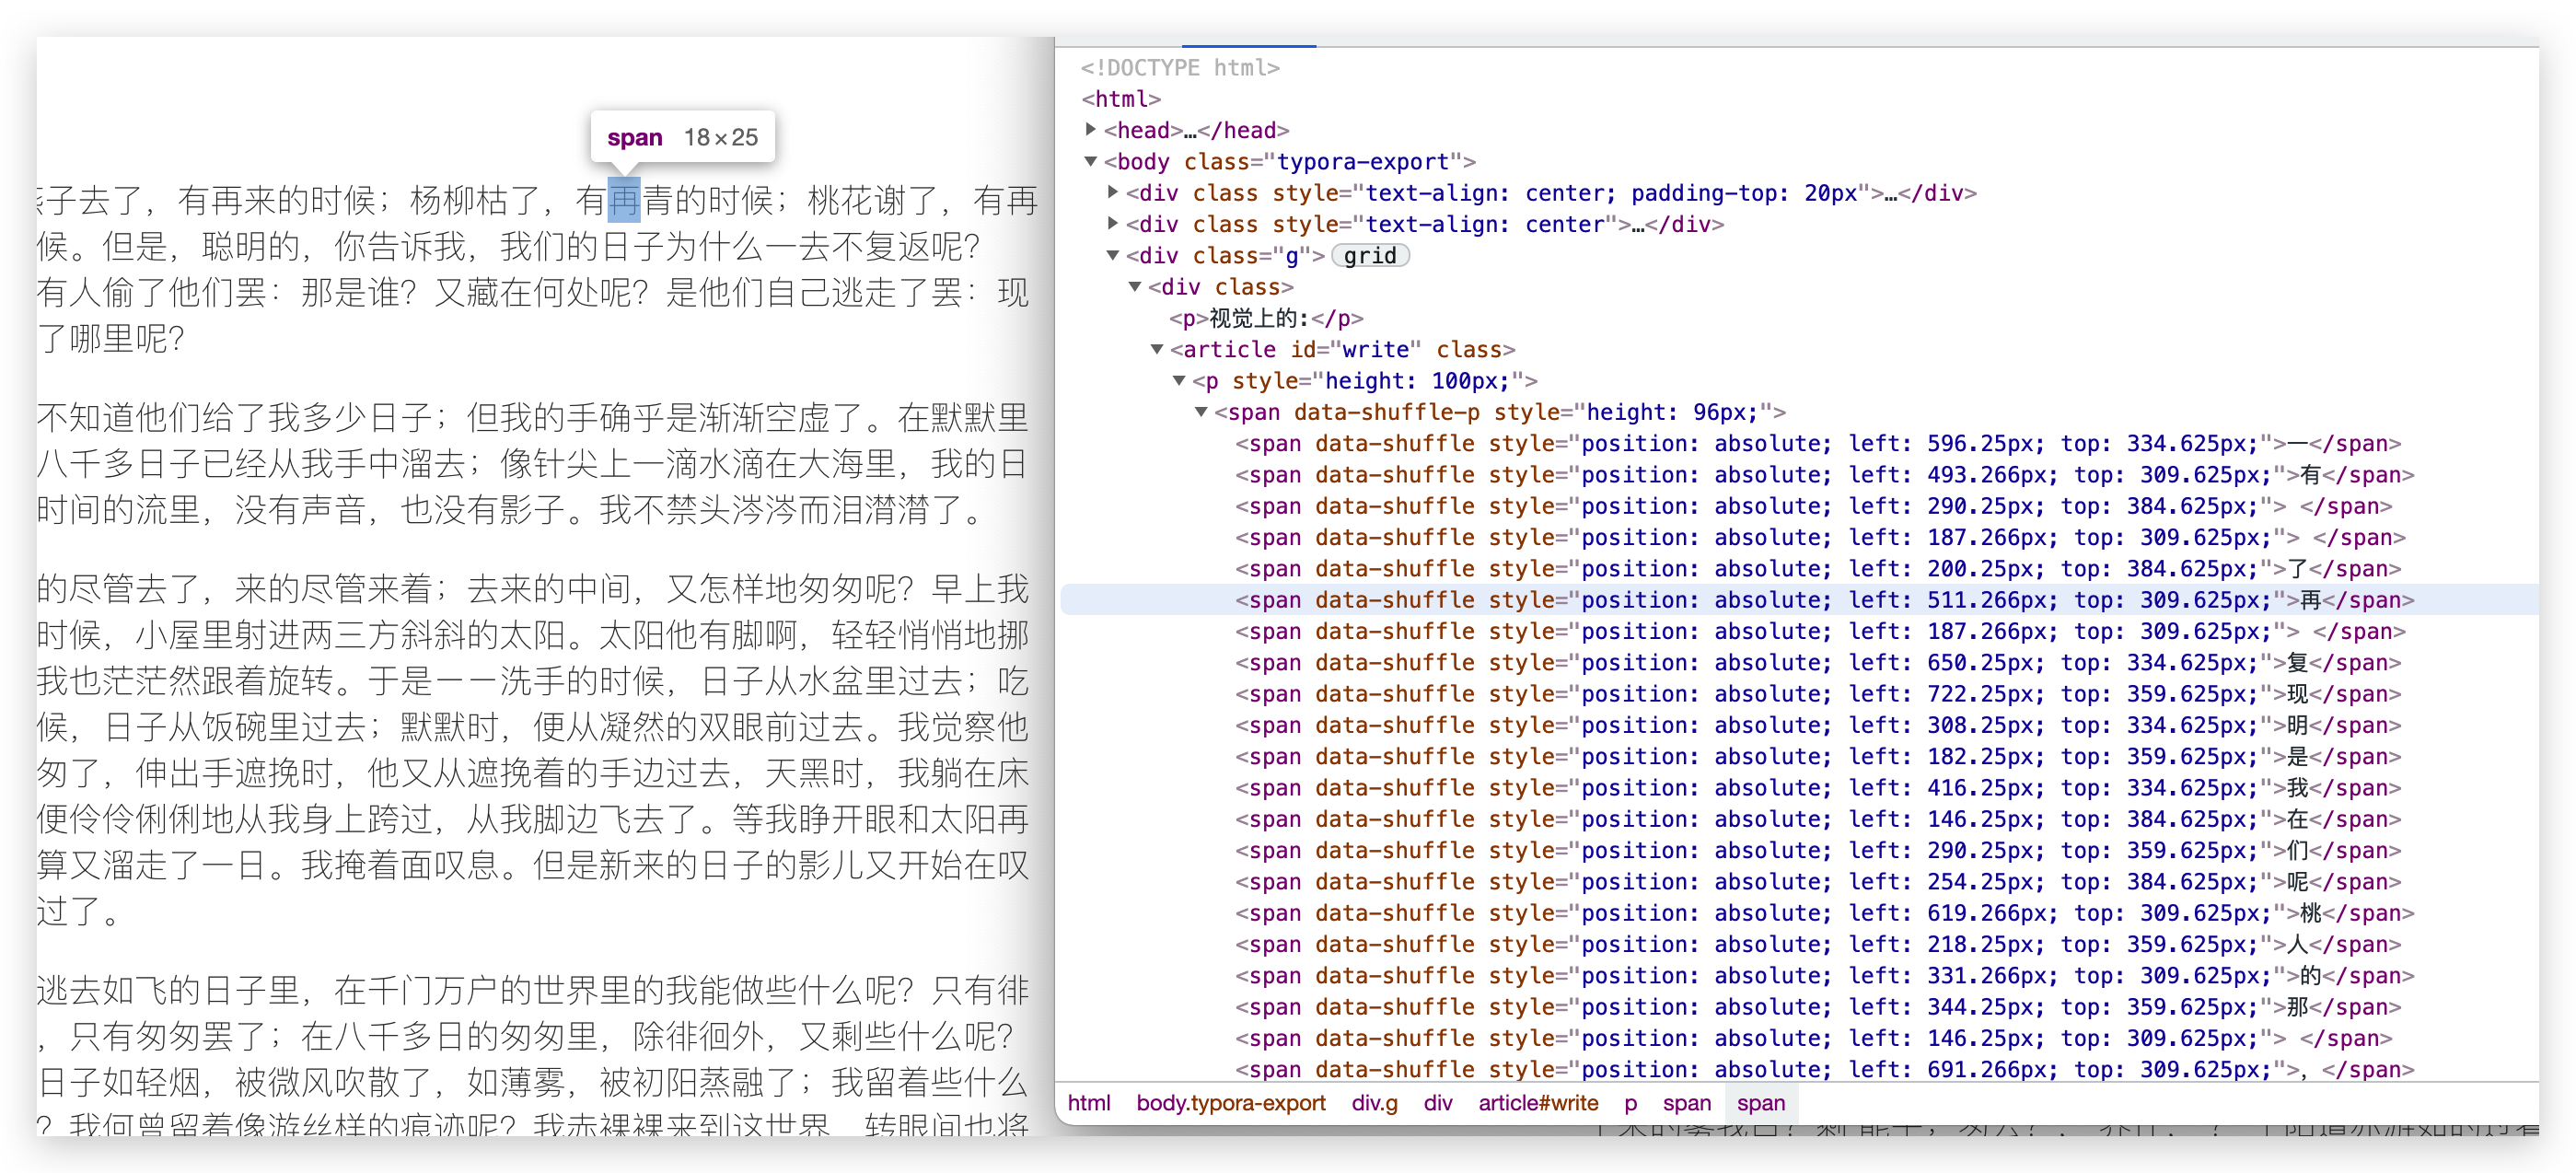 span 18×25
子去了，有再来的时候；杨柳枯了，有再青的时候；桃花谢了，有再
候。但是，聪明的，你告诉我，我们的日子为什么一去不复返呢？
有人偷了他们罢：那是谁？又藏在何处呢？是他们自己逃走了罢：现
了哪里呢？
不知道他们给了我多少日子；但我的手确乎是渐渐空虚了。在默默里
八千多日子已经从我手中溜去；像针尖上一滴水滴在大海里，我的日
时间的流里，没有声音，也没有影子。我不禁头涔涔而泪潸潸了。
的尽管去了，来的尽管来着；去来的中间，又怎样地匆匆呢？早上我
时候，小屋里射进两三方斜斜的太阳。太阳他有脚啊，轻轻悄悄地挪
我也茫茫然跟着旋转。于是——洗手的时候，日子从水盆里过去；吃
候，日子从饭碗里过去；默默时，便从凝然的双眼前过去。我觉察他
匆了，伸出手遮挽时，他又从遮挽着的手边过去，天黑时，我躺在床
便伶伶俐俐地从我身上跨过，从我脚边飞去了。等我睁开眼和太阳再
算又溜走了一日。我掩着面叹息。但是新来的日子的影儿又开始在叹
过了。
逃去如飞的日子里，在千门万户的世界里的我能做些什么呢？只有徘
，只有匆匆罢了；在八千多日的匆匆里，除徘徊外，又剩些什么呢？
日子如轻烟，被微风吹散了，如薄雾，被初阳蒸融了；我留着些什么
？我何曾留着像游丝样的痕迹呢？我赤裸裸来到这世界，转眼间也将
<!DOCTYPE html>
<html>
<head>…</head>
<body class="typora-export">
<div class style="text-align: center; padding-top: 20px">…</div>
<div class style="text-align: center">…</div>
<div class="g"> grid
<div class>
<p>视觉上的:</p>
<article id="write" class>
<p style="height: 100px;">
<span data-shuffle-p style="height: 96px;">
<span data-shuffle style="position: absolute; left: 596.25px; top: 334.625px;">一</span>
<span data-shuffle style="position: absolute; left: 493.266px; top: 309.625px;">有</span>
<span data-shuffle style="position: absolute; left: 290.25px; top: 384.625px;"> </span>
<span data-shuffle style="position: absolute; left: 187.266px; top: 309.625px;"> </span>
<span data-shuffle style="position: absolute; left: 200.25px; top: 384.625px;">了</span>
<span data-shuffle style="position: absolute; left: 511.266px; top: 309.625px;">再</span>
<span data-shuffle style="position: absolute; left: 187.266px; top: 309.625px;"> </span>
<span data-shuffle style="position: absolute; left: 650.25px; top: 334.625px;">复</span>
<span data-shuffle style="position: absolute; left: 722.25px; top: 359.625px;">现</span>
<span data-shuffle style="position: absolute; left: 308.25px; top: 334.625px;">明</span>
<span data-shuffle style="position: absolute; left: 182.25px; top: 359.625px;">是</span>
<span data-shuffle style="position: absolute; left: 416.25px; top: 334.625px;">我</span>
<span data-shuffle style="position: absolute; left: 146.25px; top: 384.625px;">在</span>
<span data-shuffle style="position: absolute; left: 290.25px; top: 359.625px;">们</span>
<span data-shuffle style="position: absolute; left: 254.25px; top: 384.625px;">呢</span>
<span data-shuffle style="position: absolute; left: 619.266px; top: 309.625px;">桃</span>
<span data-shuffle style="position: absolute; left: 218.25px; top: 359.625px;">人</span>
<span data-shuffle style="position: absolute; left: 331.266px; top: 309.625px;">的</span>
<span data-shuffle style="position: absolute; left: 344.25px; top: 359.625px;">那</span>
<span data-shuffle style="position: absolute; left: 146.25px; top: 309.625px;"> </span>
<span data-shuffle style="position: absolute; left: 691.266px; top: 309.625px;">，</span>
html body.typora-export div.g div article#write p span span